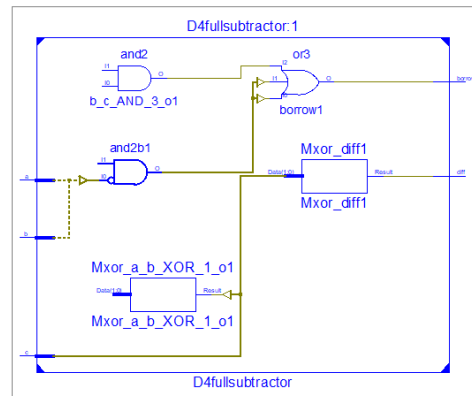 D4fullsubtractor:1
and2
or3
I1
O
I2
I0
I1
O
b_c_AND_3_o1
borrow1
borrow
and2b1
I1
O
I0
Mxor_diff1
Data(1:0)
Result
diff
Mxor_diff1
a
b
Mxor_a_b_XOR_1_o1
Data(1:0)
Result
Mxor_a_b_XOR_1_o1
c
D4fullsubtractor